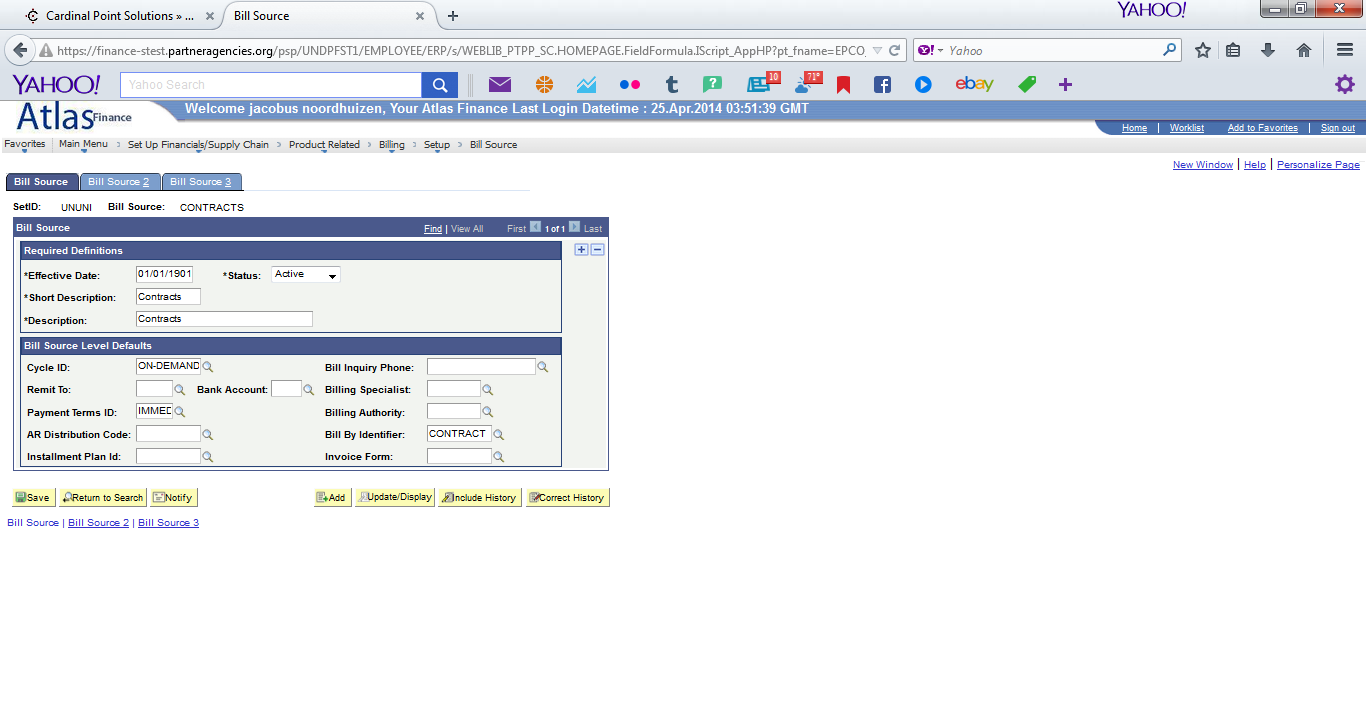 Cardinal Point Solutions » ...
Bill Source
YAHOO!
https://finance-stest.partneragencies.org/psp/UNDPFST1/EMPLOYEE/ERP/s/WEBLIB_PTPP_SC.HOMEPAGE.FieldFormula.IScript_AppHP?pt_fname=EPCO_
Yahoo
YAHOO! Yahoo Search 10 71° ebay
Atlas Finance Welcome jacobus noordhuizen, Your Atlas Finance Last Login Datetime : 25.Apr.2014 03:51:39 GMT
Home | Worklist Add to Favorites | Sign out
Favorites Main Menu > Set Up Financials/Supply Chain > Product Related > Billing > Setup > Bill Source
New Window | Help | Personalize Page
Bill Source Bill Source 2 Bill Source 3
SetID: UNUNI Bill Source: CONTRACTS
Bill Source Find | View All First 1 of 1 Last
Required Definitions
*Effective Date: 01/01/1901 *Status: Active
*Short Description: Contracts
*Description: Contracts
Bill Source Level Defaults
Cycle ID: ON-DEMAND Bill Inquiry Phone:
Remit To: Bank Account: Billing Specialist:
Payment Terms ID: IMMED Billing Authority:
AR Distribution Code: Bill By Identifier: CONTRACT
Installment Plan Id: Invoice Form:
Save Return to Search Notify Add Update/Display Include History Correct History
Bill Source | Bill Source 2 | Bill Source 3